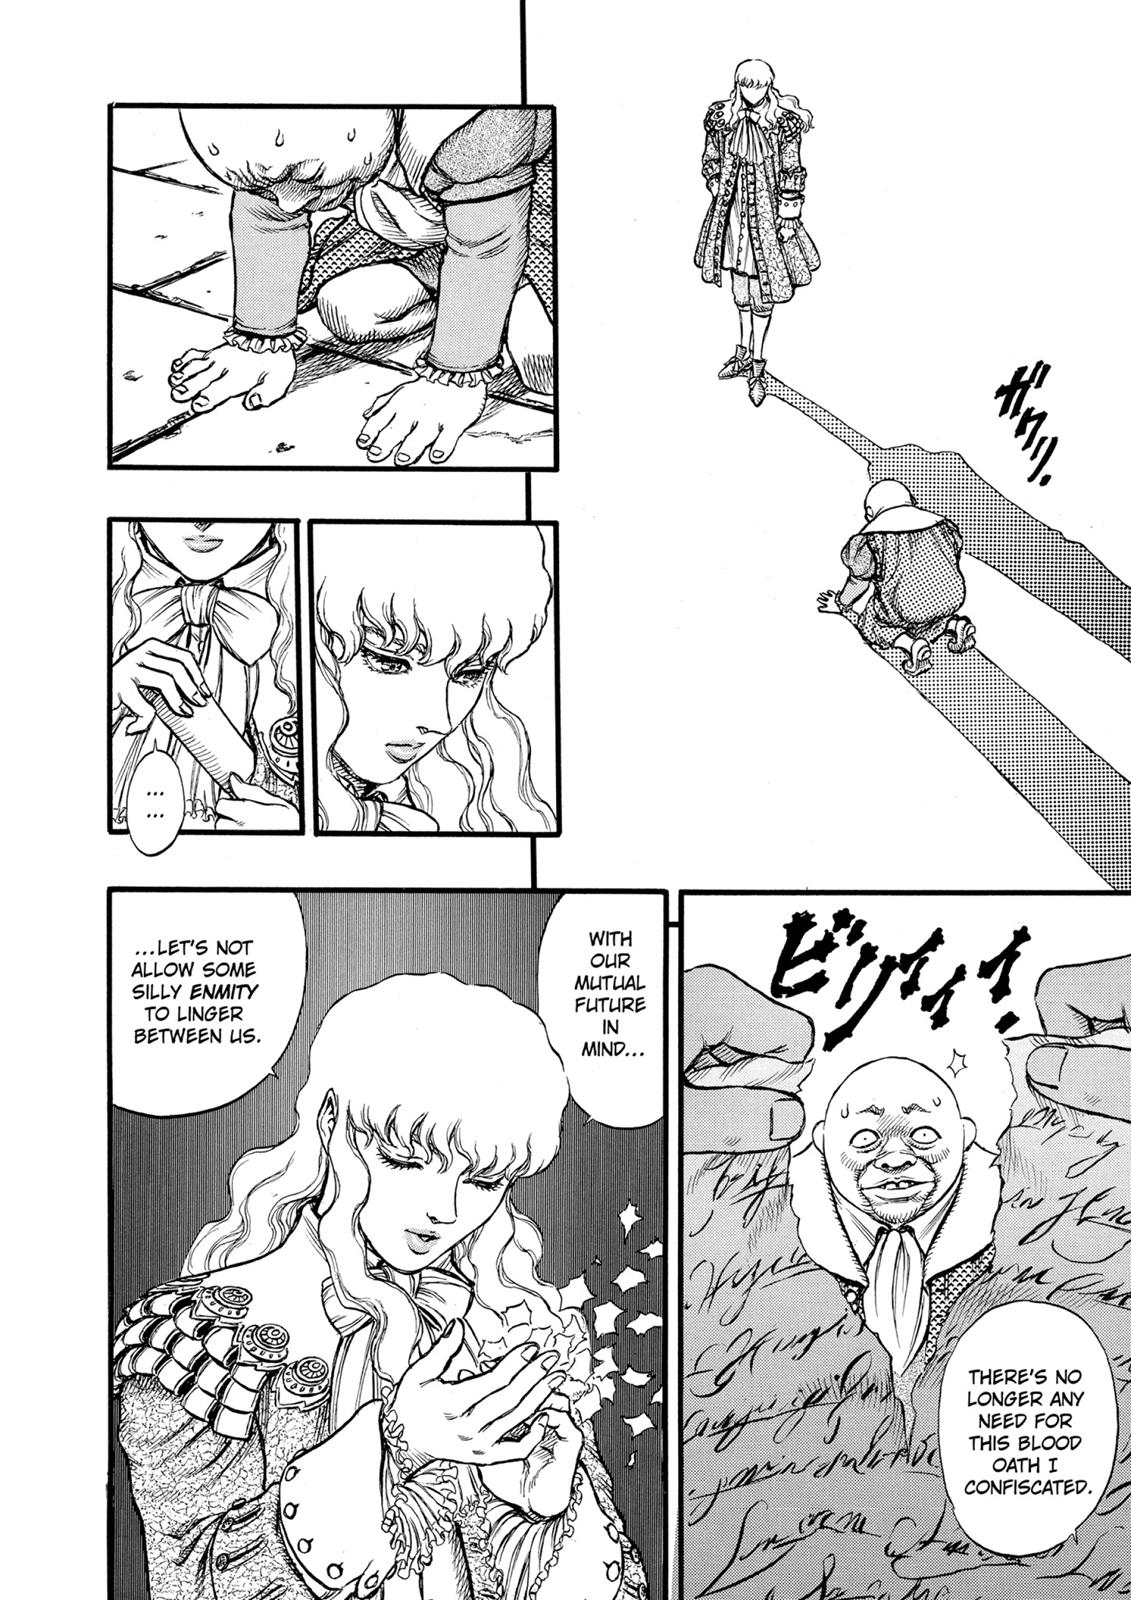 ガクリ.
…
…
ビリィィィ.
THERE'S NO
LONGER ANY
NEED FOR
THIS BLOOD
OATH I
CONFISCATED.
WITH
OUR
MUTUAL
FUTURE
IN
MIND…
…LET'S NOT
ALLOW SOME
SILLY ENMITY
TO LINGER
BETWEEN US.